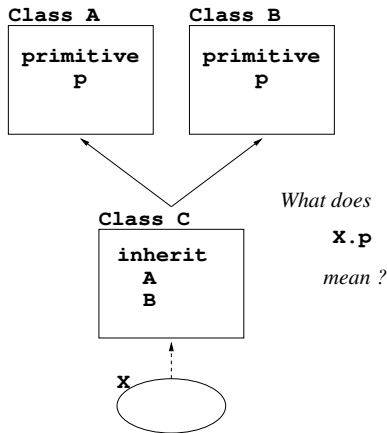 Class A
Class B
primitive
p
primitive
p
Class C
inherit
A
B
What does
X.p
mean ?
X